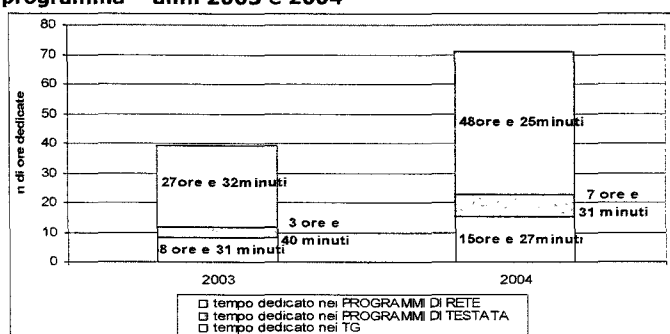 programma – anni 2003 e 2004
80
70
60
50
40
30
20
10
0
n di ore dedicate
27ore e 32minuti
3 ore e
40 minuti
8 ore e 31 minuti
48ore e 25minuti
7 ore e
31 minuti
15ore e 27minuti
2003
2004
tempo dedicato nei PROGRAMMI DI RETE
tempo dedicato nei PROGRAMMI DI TESTATA
tempo dedicato nei TG